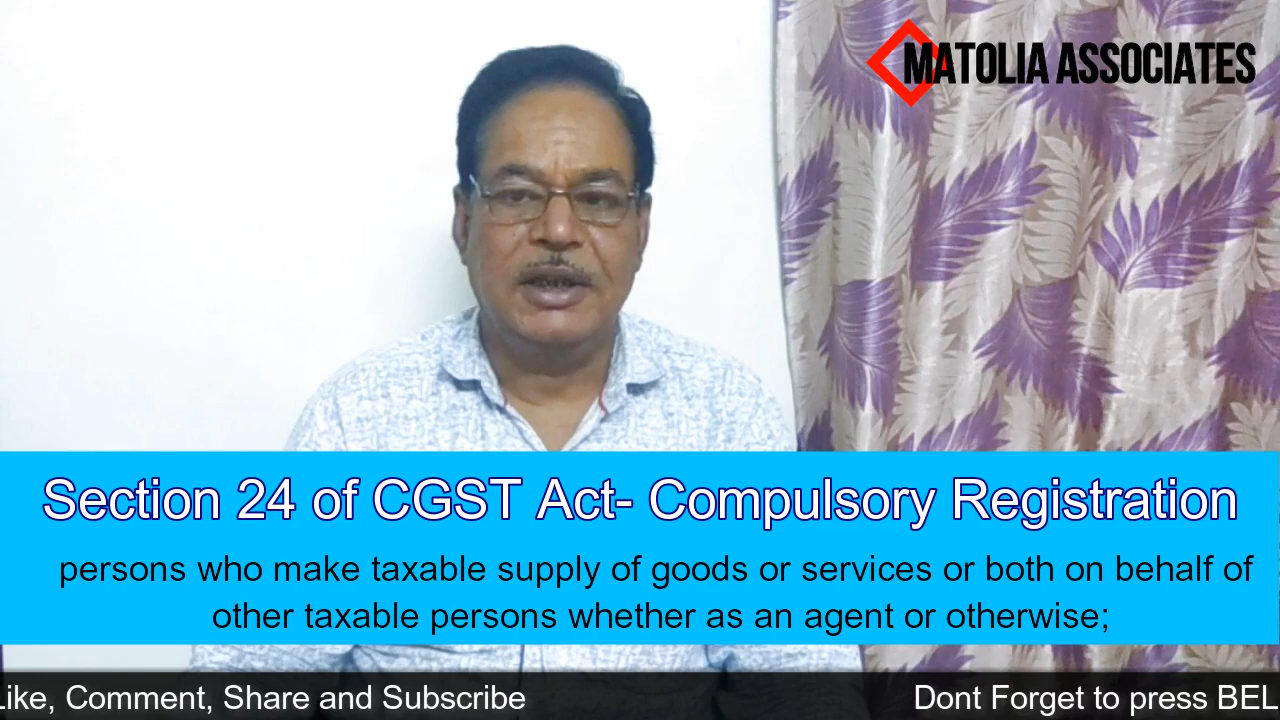 MATOLIA ASSOCIATES
Section 24 of CGST Act- Compulsory Registration
persons who make taxable supply of goods or services or both on behalf of
other taxable persons whether as an agent or otherwise;
Like, Comment, Share and Subscribe
Dont Forget to press BEL